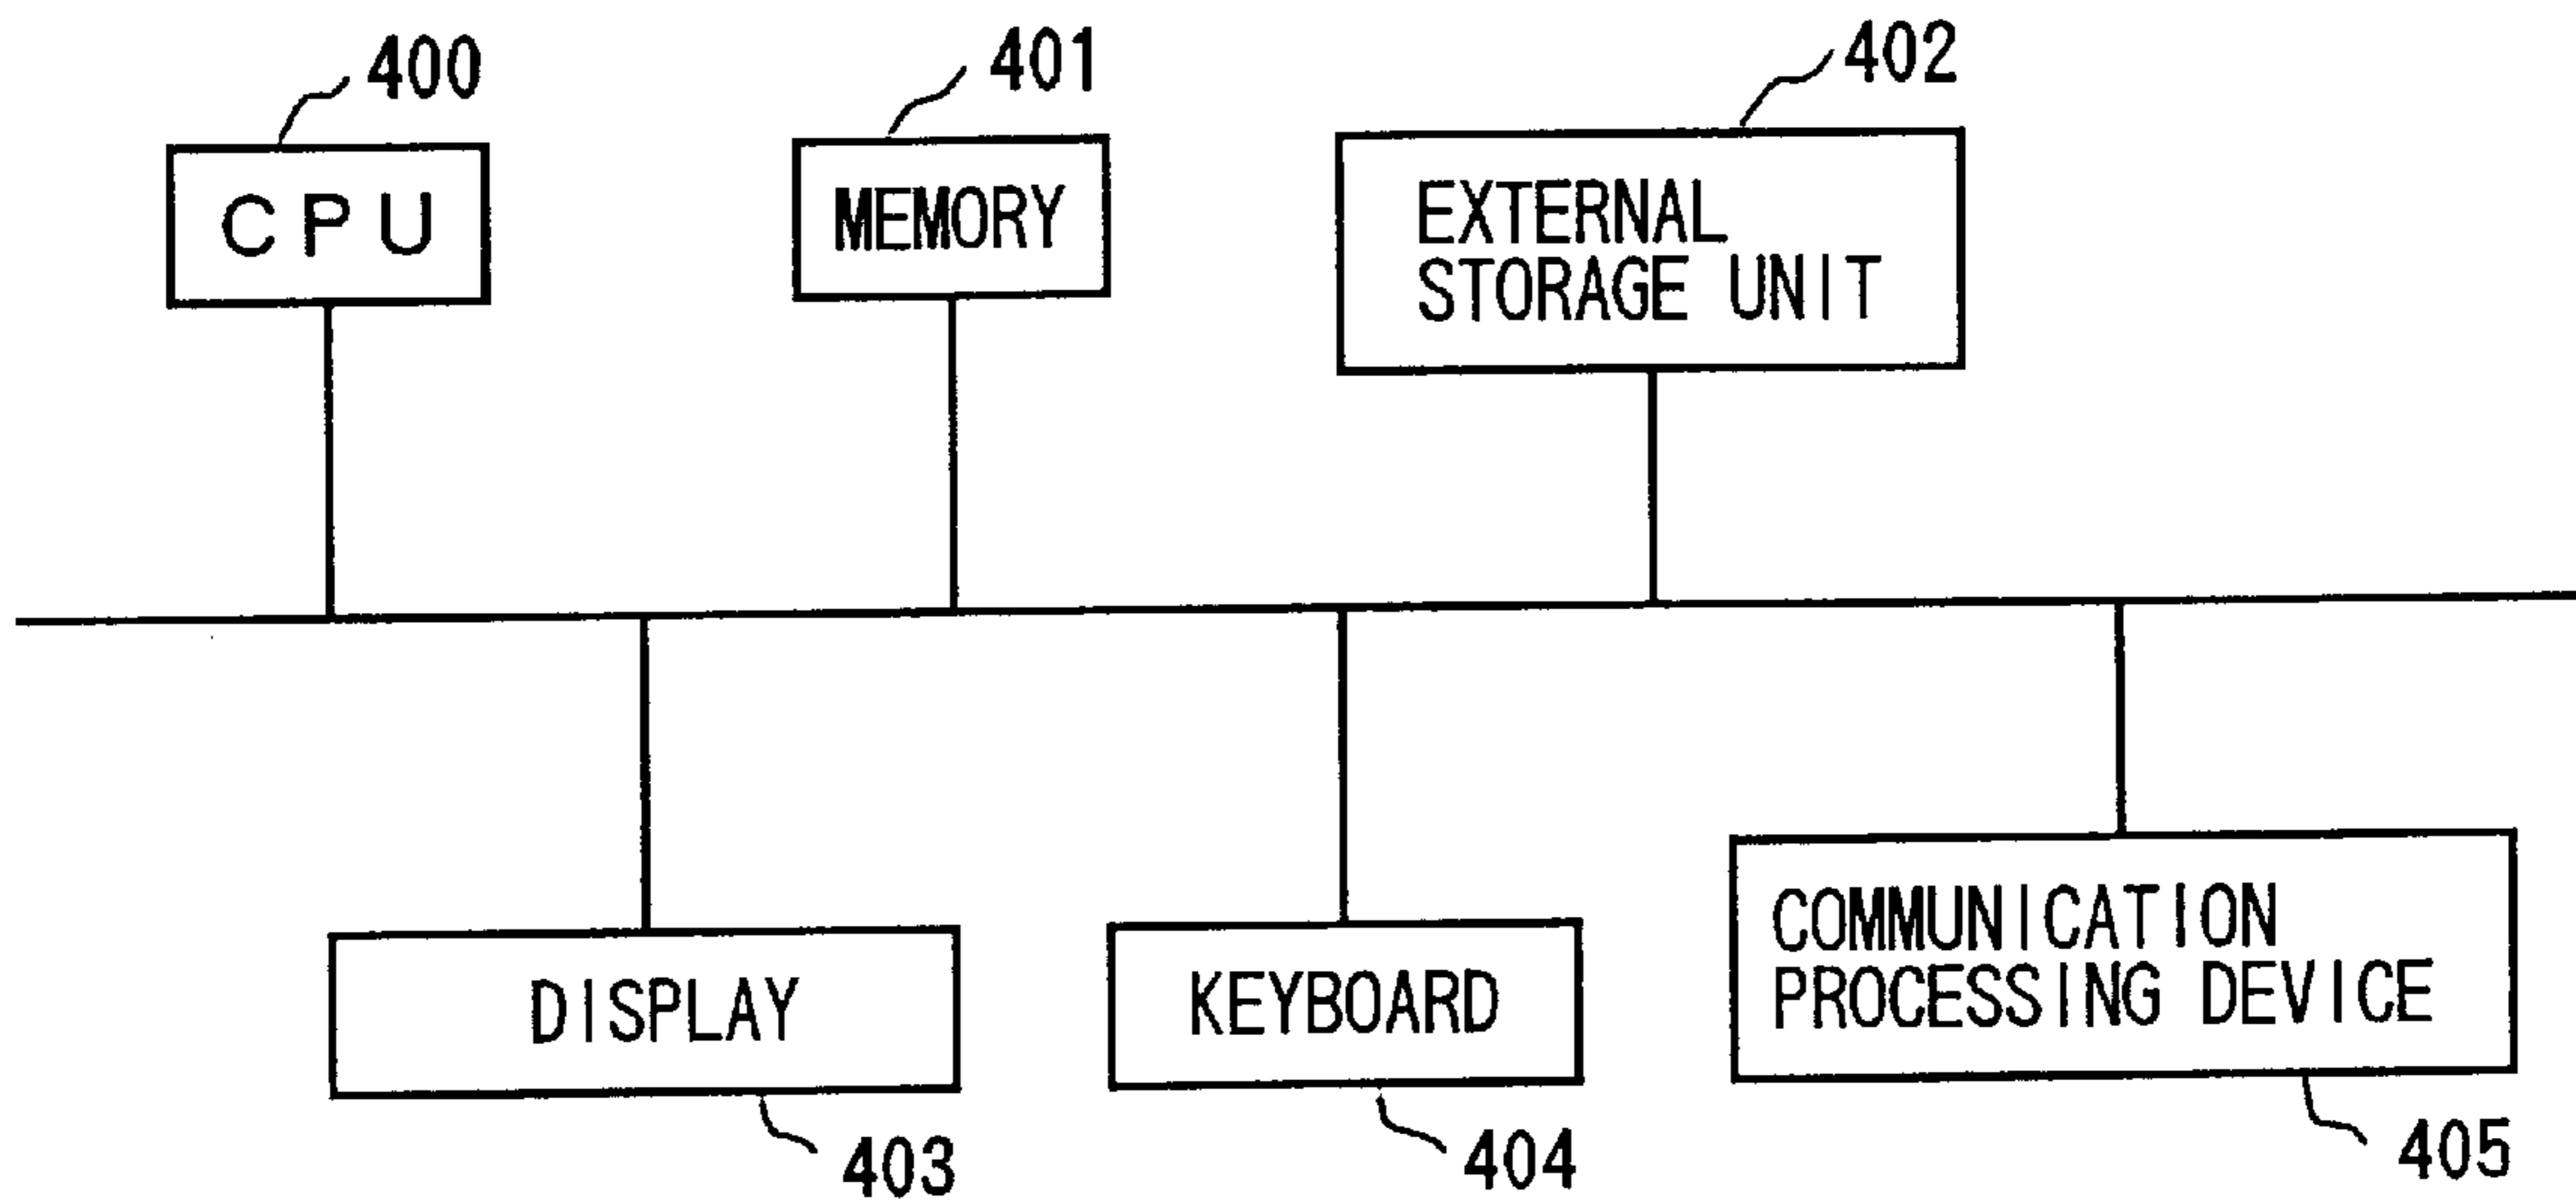 400
401
402
CPU
MEMORY
EXTERNAL
STORAGE UNIT
DISPLAY
KEYBOARD
COMMUNICATION
PROCESSING DEVICE
403
404
405